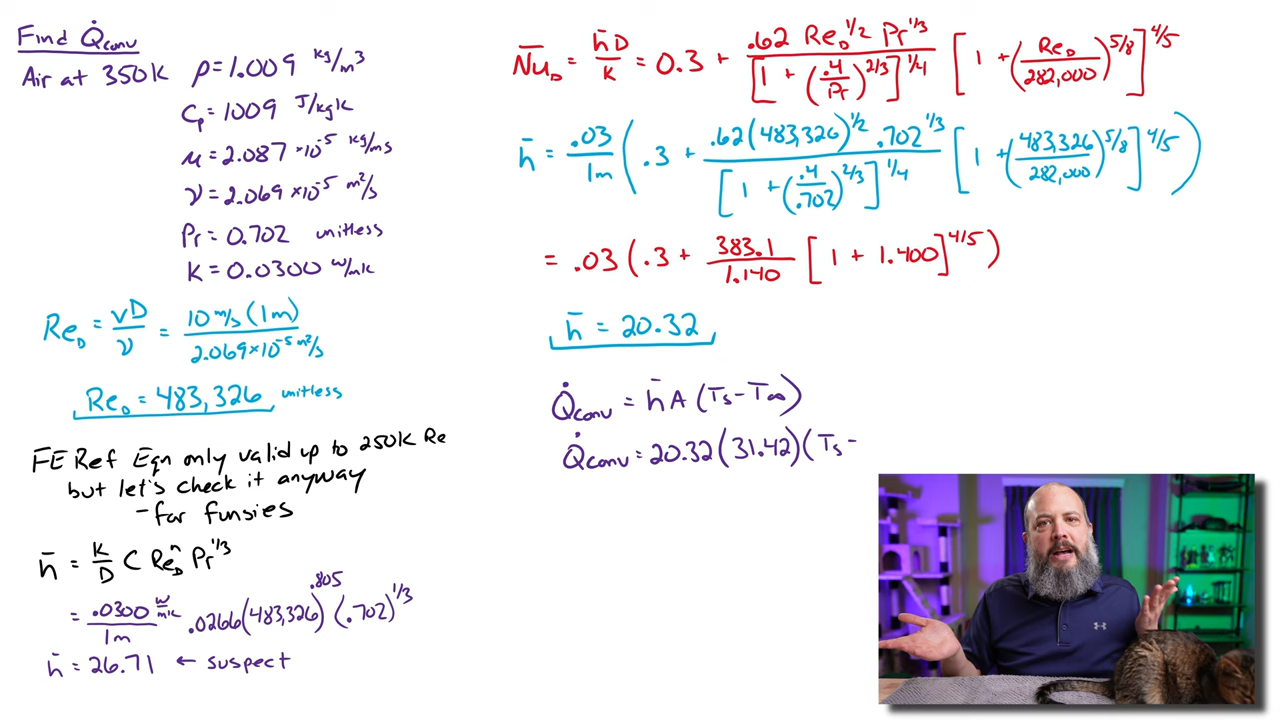 Find Q̇conv
Air at 350K ρ = 1.009 kg/m³
Cp = 1009 J/kgK
μ = 2.087 ×10⁻⁵ kg/ms
ν = 2.069 ×10⁻⁵ m²/s
Pr = 0.702 unitless
K = 0.0300 W/mK
Re_D = vD/ν = 10 m/s (1m) / 2.069×10⁻⁵ m²/s
Re_D = 483,326 unitless
FE Ref Eqn only valid up to 250K Re
but let's check it anyway
- for funsies
h̄ = K/D C Re_Dⁿ Pr^1/3
= .0300 W/mK / 1m .0266 (483,326)^.805 (.702)^1/3
h̄ = 26.71 ← suspect
N̄u_D = h̄D/K = 0.3 + .62 Re_D^1/2 Pr^1/3 / [1 + (.4/Pr)^2/3]^1/4 [1 + (Re_D/282,000)^5/8]^4/5
h̄ = .03/1m (.3 + .62(483,326)^1/2 .702^1/3 / [1 + (.4/.702)^2/3]^1/4 [1 + (483,326/282,000)^5/8]^4/5)
= .03 (.3 + 383.1/1.140 [1 + 1.400]^4/5)
h̄ = 20.32
Q̇conv = h̄A (Ts - T∞)
Q̇conv = 20.32 (31.42)(Ts -